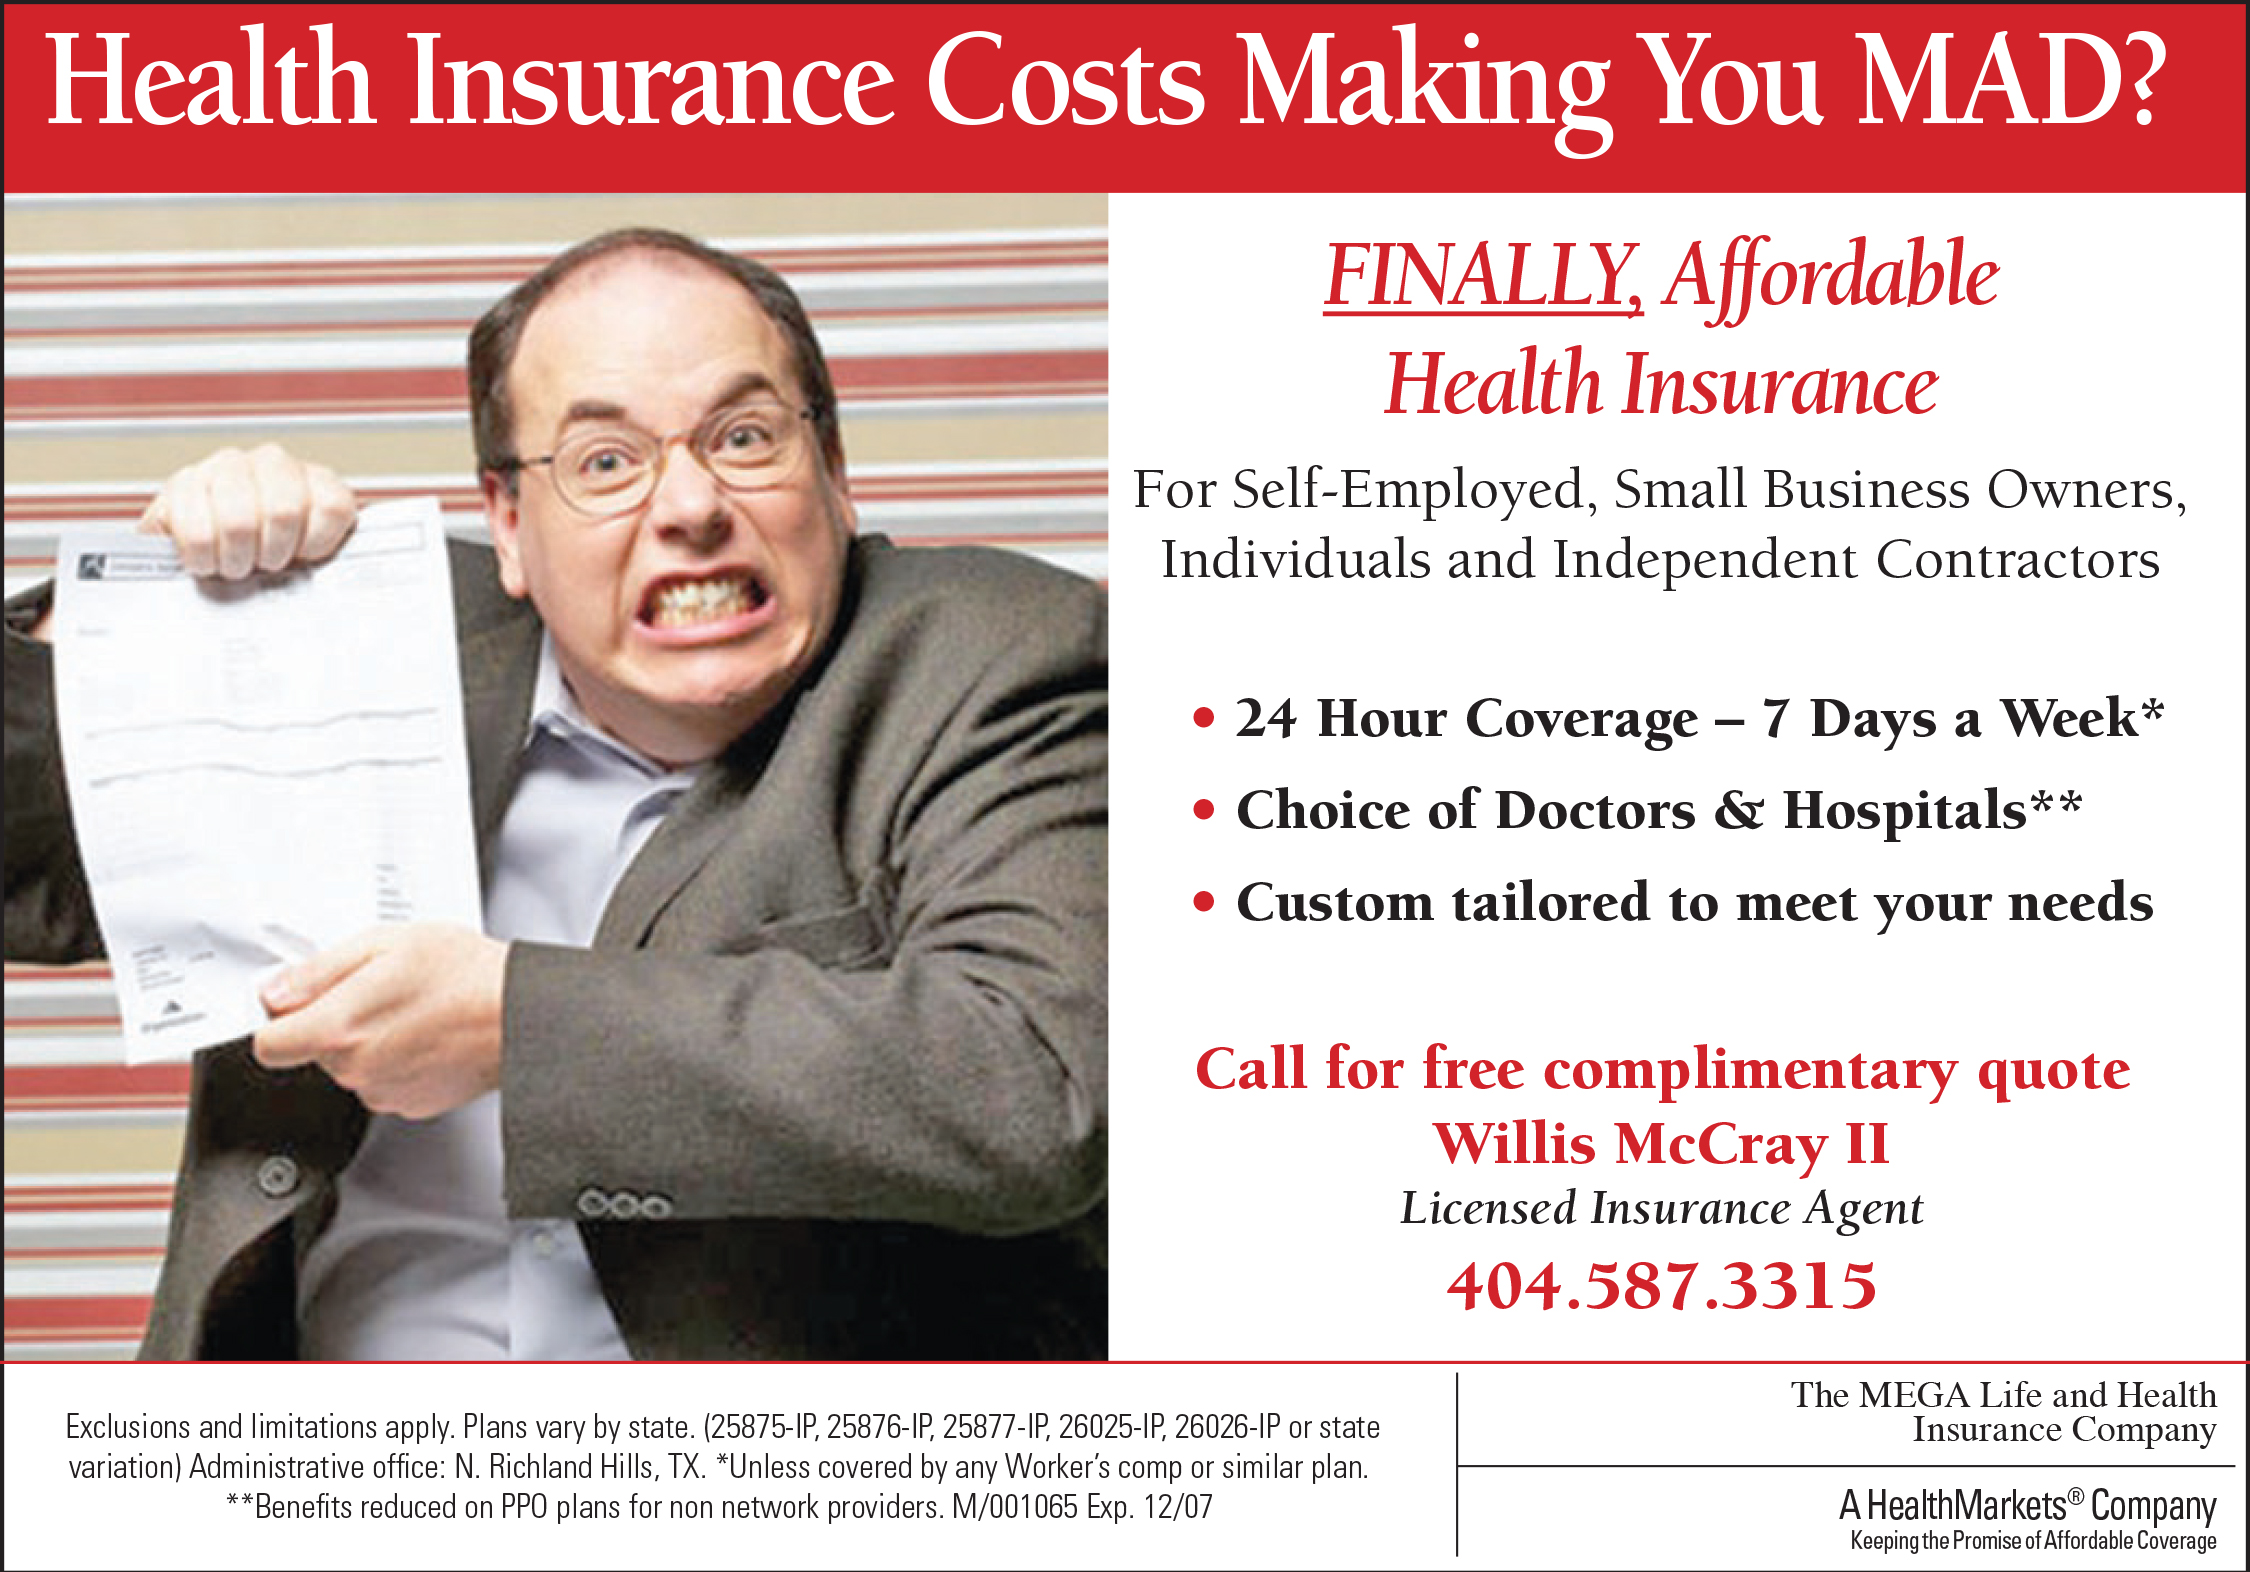 Health Insurance Costs Making You MAD?
FINALLY, Affordable
Health Insurance
For Self-Employed, Small Business Owners,
Individuals and Independent Contractors
• 24 Hour Coverage – 7 Days a Week*
• Choice of Doctors & Hospitals**
• Custom tailored to meet your needs
Call for free complimentary quote
Willis McCray II
Licensed Insurance Agent
404.587.3315
Exclusions and limitations apply. Plans vary by state. (25875-IP, 25876-IP, 25877-IP, 26025-IP, 26026-IP or state
variation) Administrative office: N. Richland Hills, TX. *Unless covered by any Worker's comp or similar plan.
**Benefits reduced on PPO plans for non network providers. M/001065 Exp. 12/07
The MEGA Life and Health
Insurance Company
A HealthMarkets® Company
Keeping the Promise of Affordable Coverage